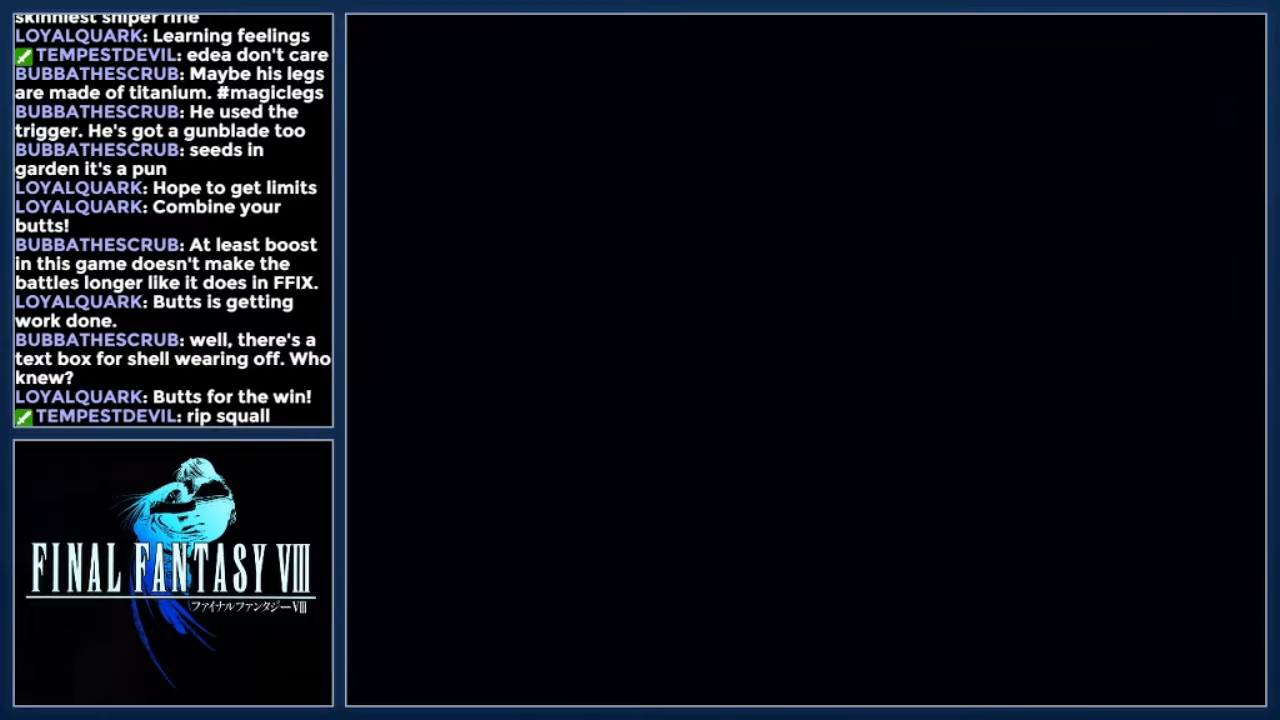 skinniest sniper rifle
LOYALQUARK: Learning feelings
TEMPESTDEVIL: edea don't care
BUBBATHESCRUB: Maybe his legs
are made of titanium. #magiclegs
BUBBATHESCRUB: He used the
trigger. He's got a gunblade too
BUBBATHESCRUB: seeds in
garden it's a pun
LOYALQUARK: Hope to get limits
LOYALQUARK: Combine your
butts!
BUBBATHESCRUB: At least boost
in this game doesn't make the
battles longer like it does in FFIX.
LOYALQUARK: Butts is getting
work done.
BUBBATHESCRUB: well, there's a
text box for shell wearing off. Who
knew?
LOYALQUARK: Butts for the win!
TEMPESTDEVIL: rip squall
FINAL FANTASY VIII
ファイナルファンタジーVIII